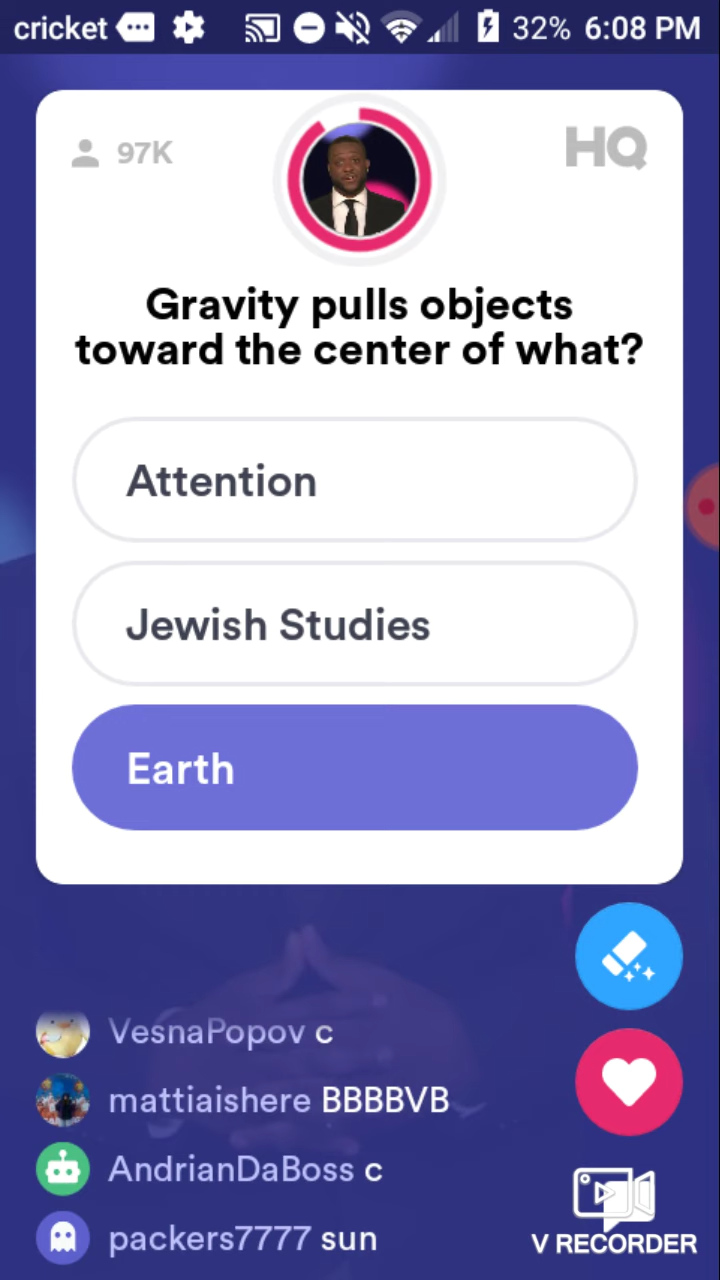 cricket 32% 6:08 PM
97K HQ
Gravity pulls objects
toward the center of what?
Attention
Jewish Studies
Earth
VesnaPopov c
mattiaishere BBBBVB
AndrianDaBoss c
packers7777 sun
V RECORDER